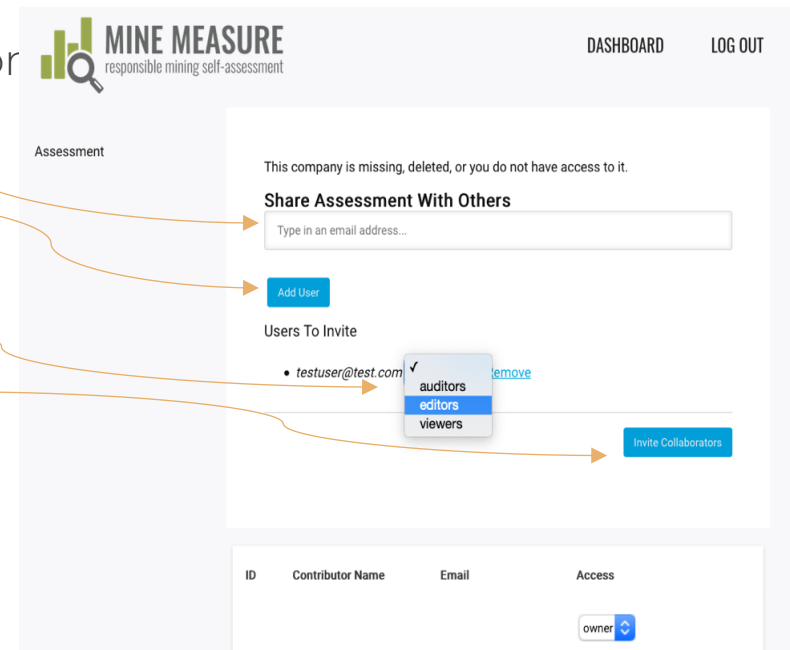 or
MINE MEASURE
responsible mining self-assessment
DASHBOARD LOG OUT
Assessment
This company is missing, deleted, or you do not have access to it.
Share Assessment With Others
Type in an email address...
Add User
Users To Invite
• testuser@test.com
✓
auditors
editors
viewers
Invite Collaborators
ID Contributor Name Email Access
owner